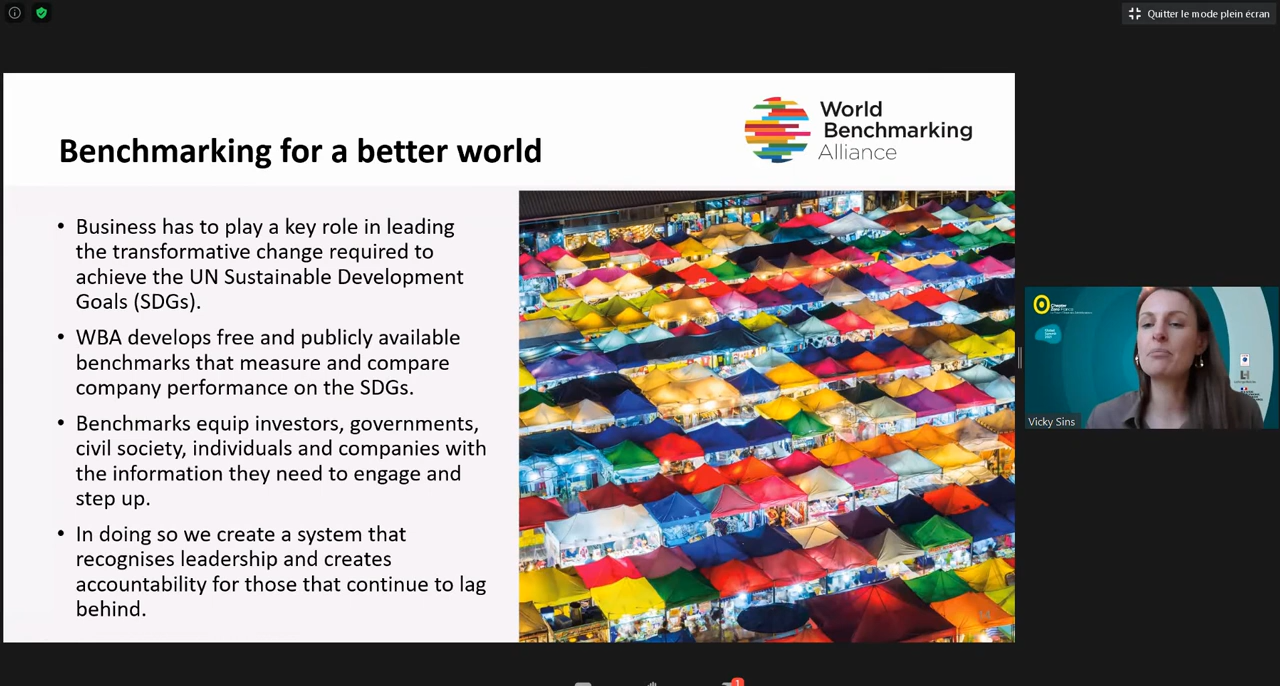 Quitter le mode plein écran
World
Benchmarking
Alliance
Benchmarking for a better world
• Business has to play a key role in leading
the transformative change required to
achieve the UN Sustainable Development
Goals (SDGs).
• WBA develops free and publicly available
benchmarks that measure and compare
company performance on the SDGs.
• Benchmarks equip investors, governments,
civil society, individuals and companies with
the information they need to engage and
step up.
• In doing so we create a system that
recognises leadership and creates
accountability for those that continue to lag
behind.
Vicky Sins
1